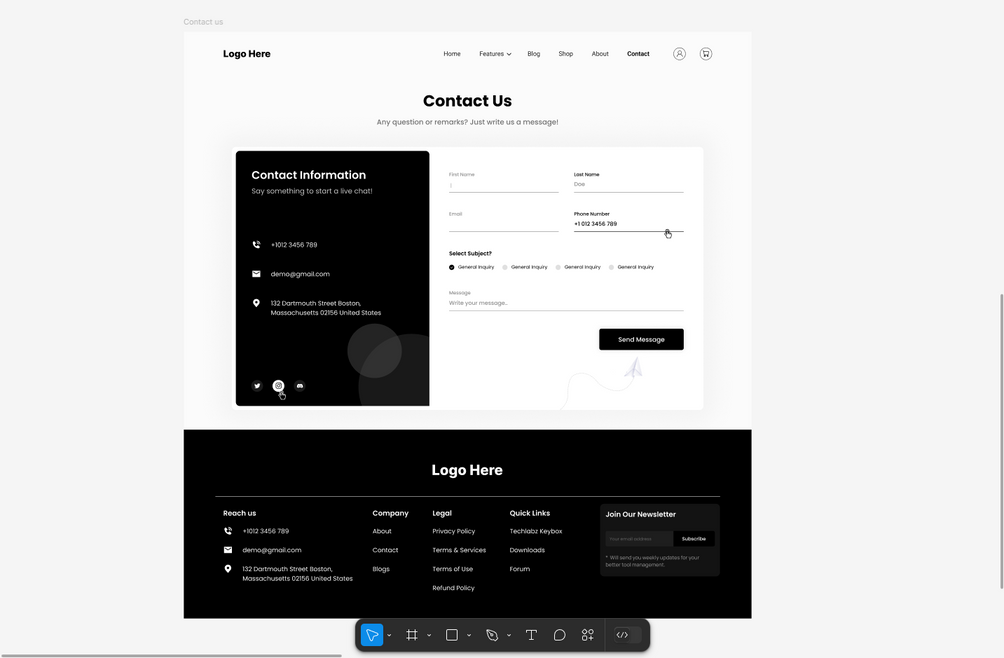 Contact us
Logo Here
Home Features Blog Shop About Contact
Contact Us
Any question or remarks? Just write us a message!
Contact Information
Say something to start a live chat!
+1012 3456 789
demo@gmail.com
132 Dartmouth Street Boston,
Massachusetts 02156 United States
First Name Last Name
Doe
Email Phone Number
+1 012 3456 789
Select Subject?
General Inquiry General Inquiry General Inquiry General Inquiry
Message
Write your message..
Send Message
Logo Here
Reach us
+1012 3456 789
demo@gmail.com
132 Dartmouth Street Boston,
Massachusetts 02156 United States
Company
About
Contact
Blogs
Legal
Privacy Policy
Terms & Services
Terms of Use
Refund Policy
Quick Links
Techlabz Keybox
Downloads
Forum
Join Our Newsletter
Your email address Subscribe
* Will send you weekly updates for your
better tool management.